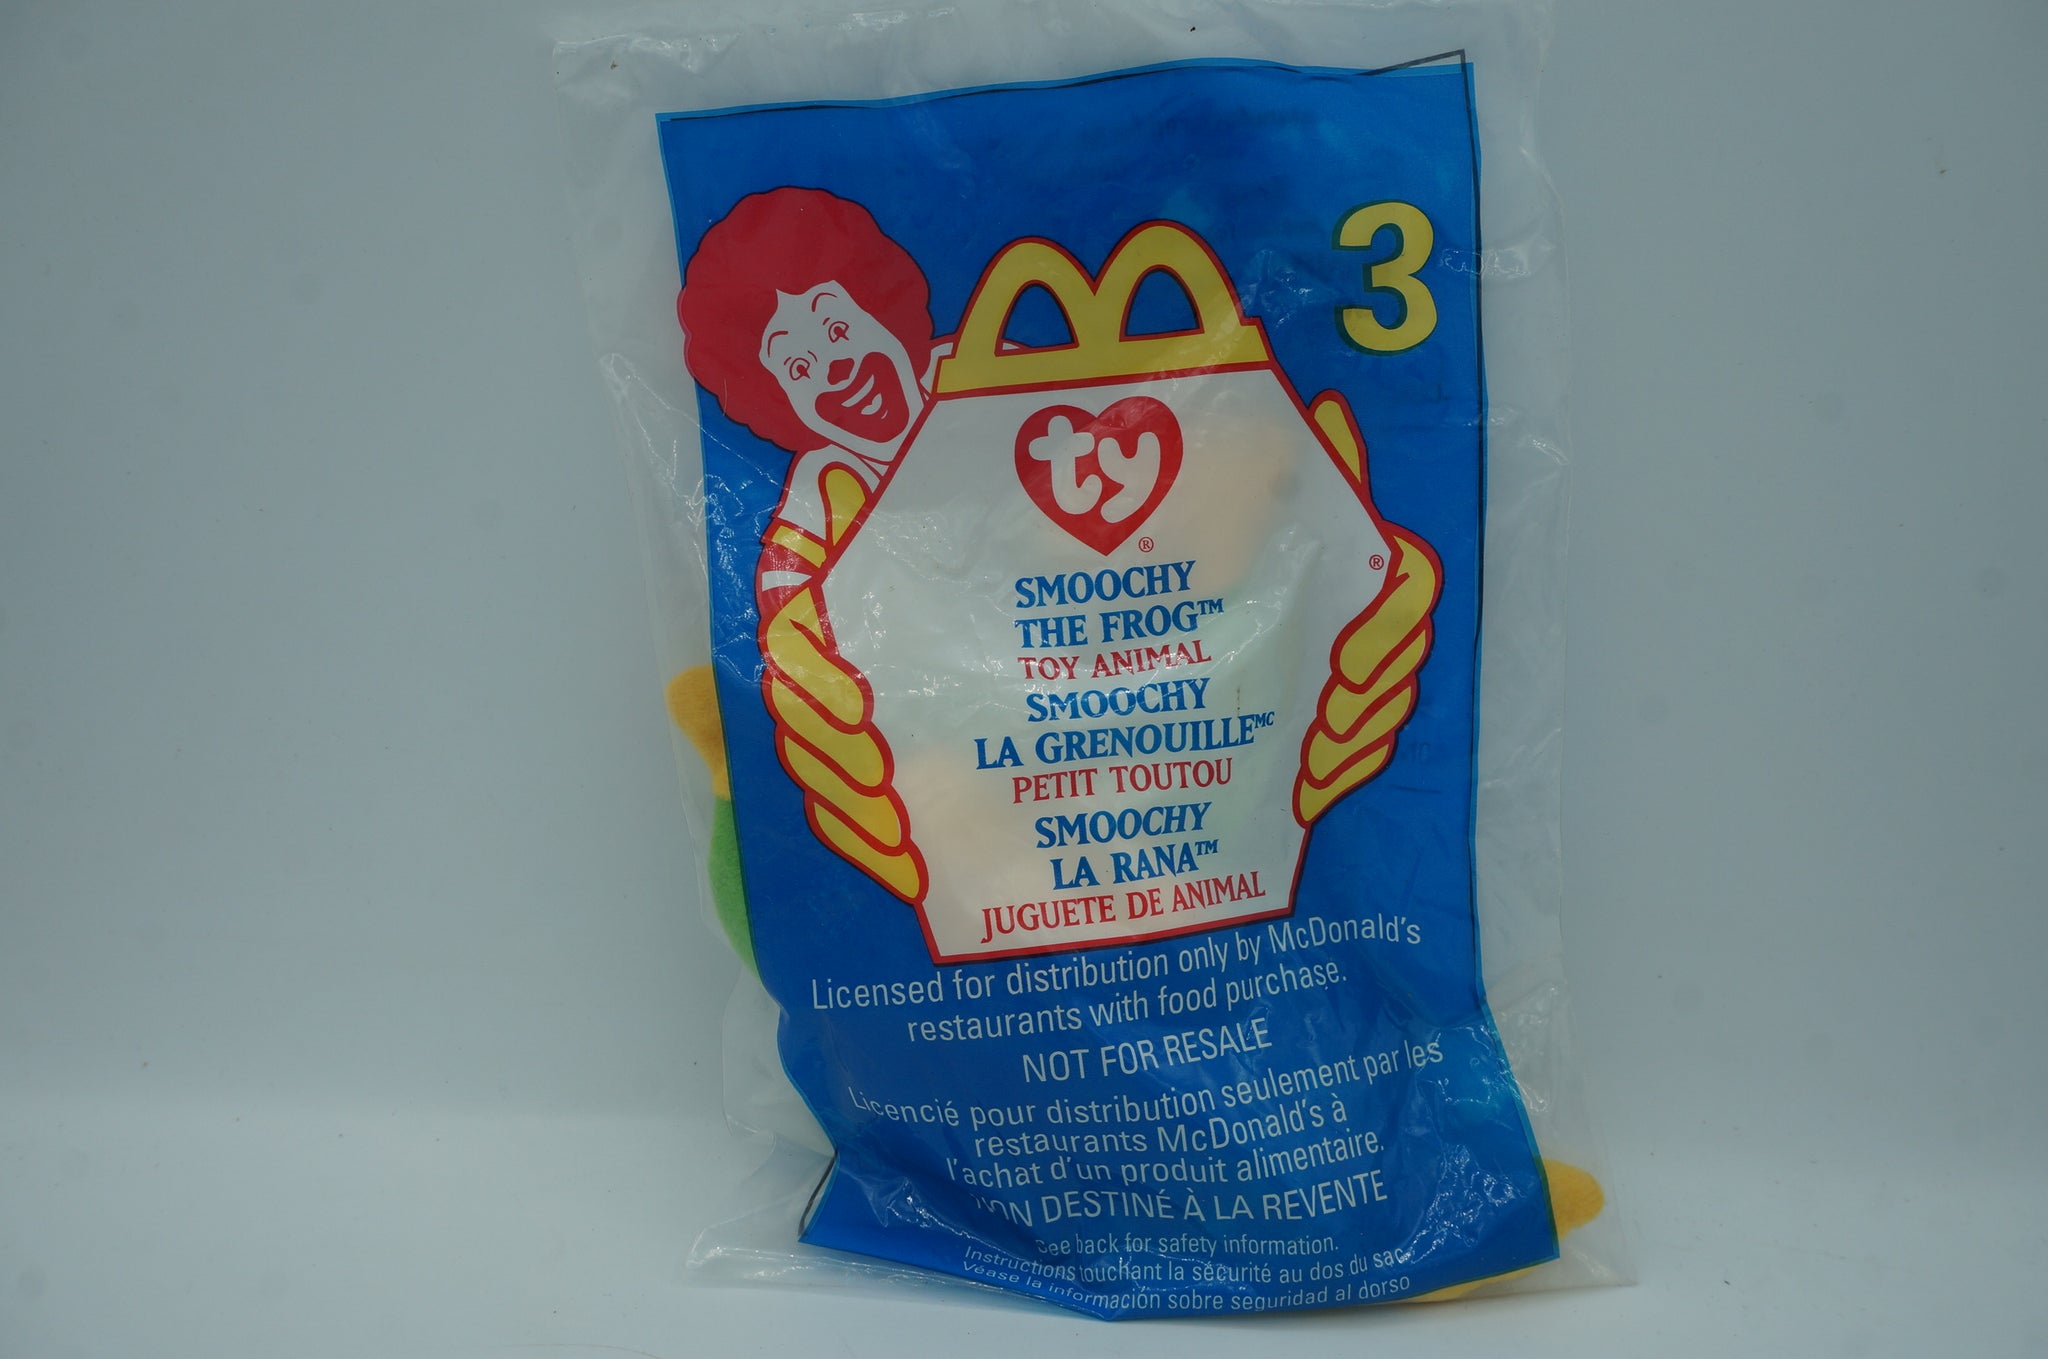 3
ty
®
®
SMOOCHY
THE FROG™
TOY ANIMAL
SMOOCHY
LA GRENOUILLE MC
PETIT TOUTOU
SMOOCHY
LA RANA™
JUGUETE DE ANIMAL
Licensed for distribution only by McDonald's
restaurants with food purchase.
NOT FOR RESALE
Licencié pour distribution seulement par les
restaurants McDonald's à
l'achat d'un produit alimentaire.
NON DESTINÉ À LA REVENTE
See back for safety information.
Instructions touchant la sécurité au dos du sac.
Véase la información sobre seguridad al dorso